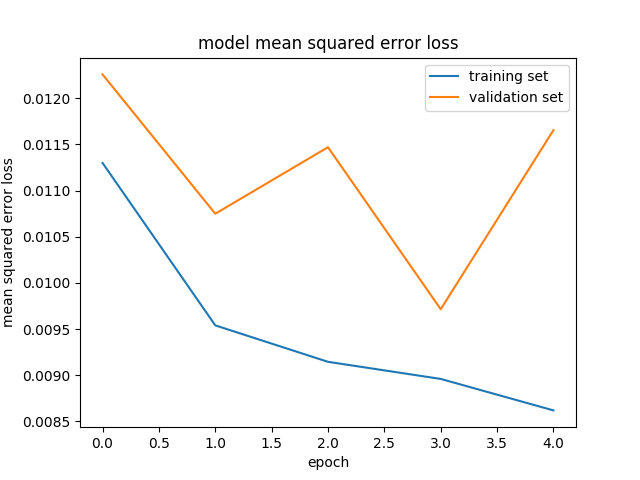 model mean squared error loss
training set
validation set
0.0120
0.0115
0.0110
0.0105
0.0100
0.0095
0.0090
0.0085
mean squared error loss
0.0 0.5 1.0 1.5 2.0 2.5 3.0 3.5 4.0
epoch